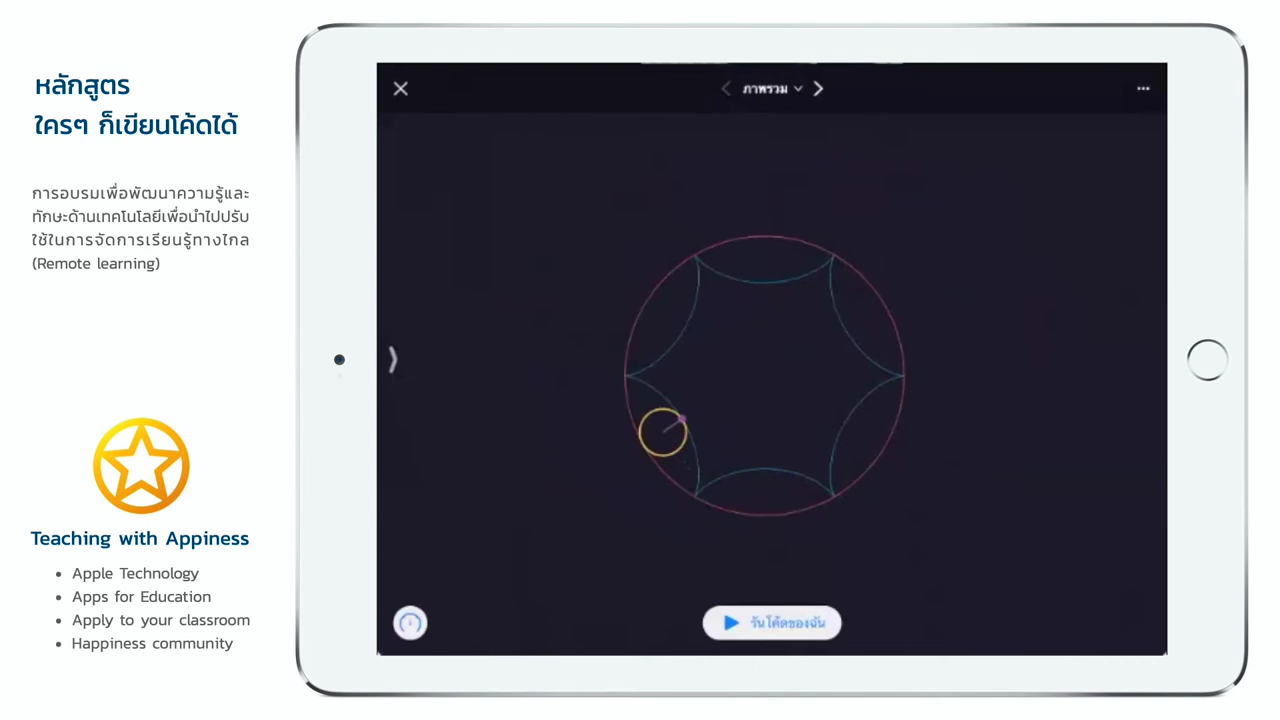 หลักสูตร
ใครๆ ก็เขียนโค้ดได้
การอบรมเพื่อพัฒนาความรู้และ
ทักษะด้านเทคโนโลยีเพื่อนำไปปรับ
ใช้ในการจัดการเรียนรู้ทางไกล
(Remote learning)
Teaching with Appiness
• Apple Technology
• Apps for Education
• Apply to your classroom
• Happiness community
ภาพรวม
รันโค้ดของฉัน